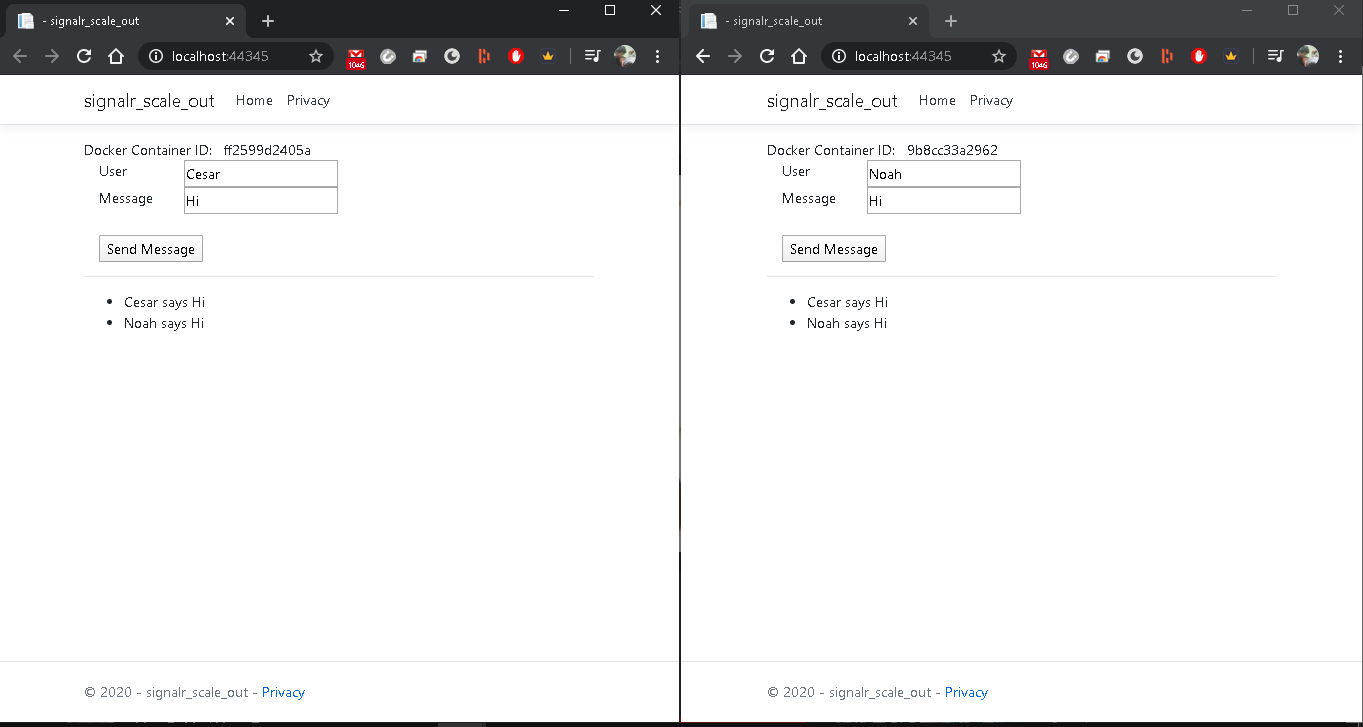 - signalr_scale_out
localhost:44345
1046
signalr_scale_out Home Privacy
Docker Container ID: ff2599d2405a
User Cesar
Message Hi
Send Message
Cesar says Hi
Noah says Hi
© 2020 - signalr_scale_out - Privacy
- signalr_scale_out
localhost:44345
1046
signalr_scale_out Home Privacy
Docker Container ID: 9b8cc33a2962
User Noah
Message Hi
Send Message
Cesar says Hi
Noah says Hi
© 2020 - signalr_scale_out - Privacy